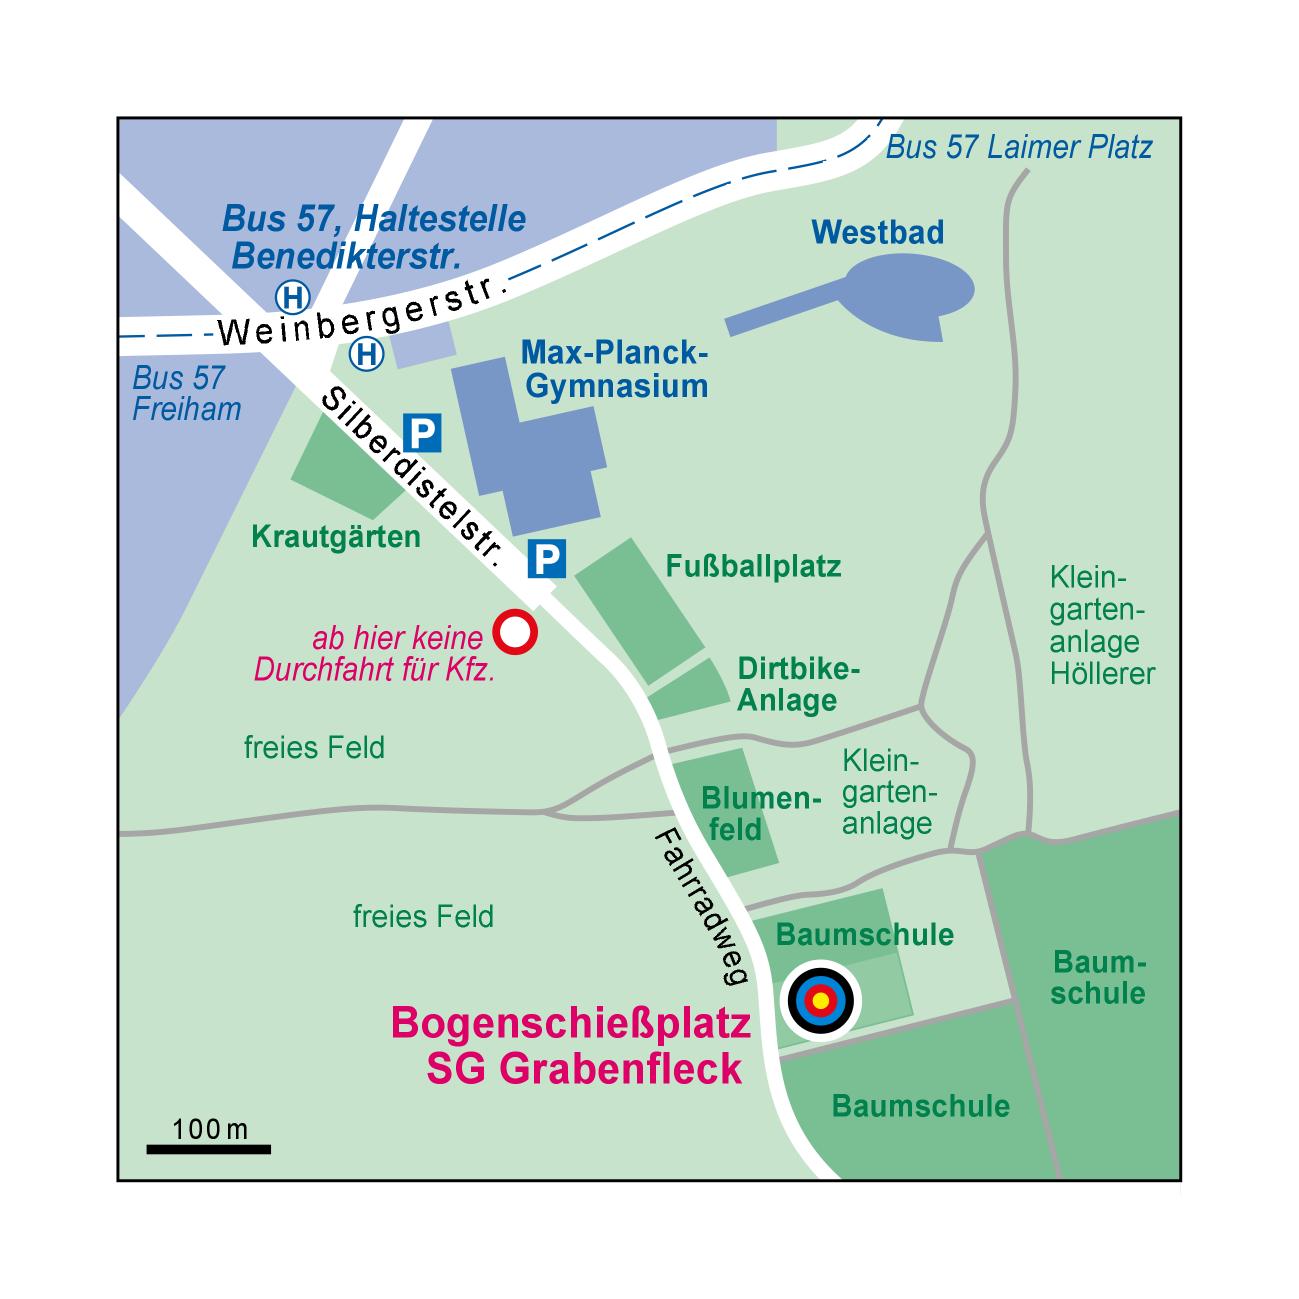 Bus 57 Laimer Platz
Bus 57, Haltestelle
Benedikterstr.
Westbad
H
Weinbergerstr.
H
Max-Planck-
Gymnasium
Bus 57
Freiham
Silberdistelstr.
P
Krautgärten
P
Fußballplatz
Klein-
garten-
anlage
Höllerer
ab hier keine
Durchfahrt für Kfz.
Dirtbike-
Anlage
freies Feld
Klein-
garten-
anlage
Blumen-
feld
Fahrradweg
freies Feld
Baumschule
Baum-
schule
Bogenschießplatz
SG Grabenfleck
Baumschule
100 m